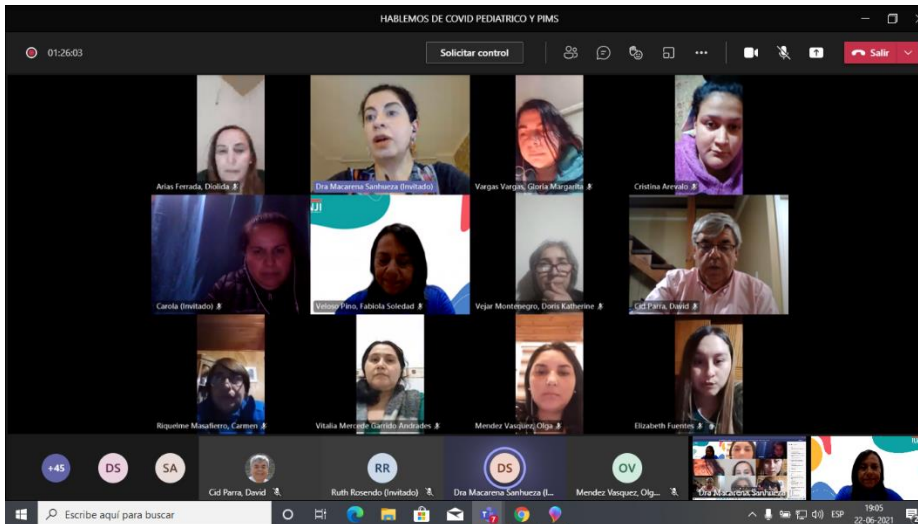 HABLEMOS DE COVID PEDIATRICO Y PIMS
01:26:03
Solicitar control
Salir
Arias Ferrada, Diolida
Dra Macarena Sanhueza (Invitado)
Vargas Vargas, Gloria Margarita
Cristina Arevalo
NJI
Carola (Invitado)
Veloso Pino, Fabiola Soledad
Vejar Montenegro, Doris Katherine
Cid Parra, David
Riquelme Masafierro, Carmen
Vitalia Mercede Garrido Andrades
Mendez Vasquez, Olga
Elizabeth Fuentes
+45
DS
SA
RR
DS
OV
Cid Parra, David
Ruth Rosendo (Invitado)
Dra Macarena Sanhueza (I...
Mendez Vasquez, Olg...
Dra Macarena Sanhueza
Escribe aquí para buscar
ESP
19:05
22-06-2021